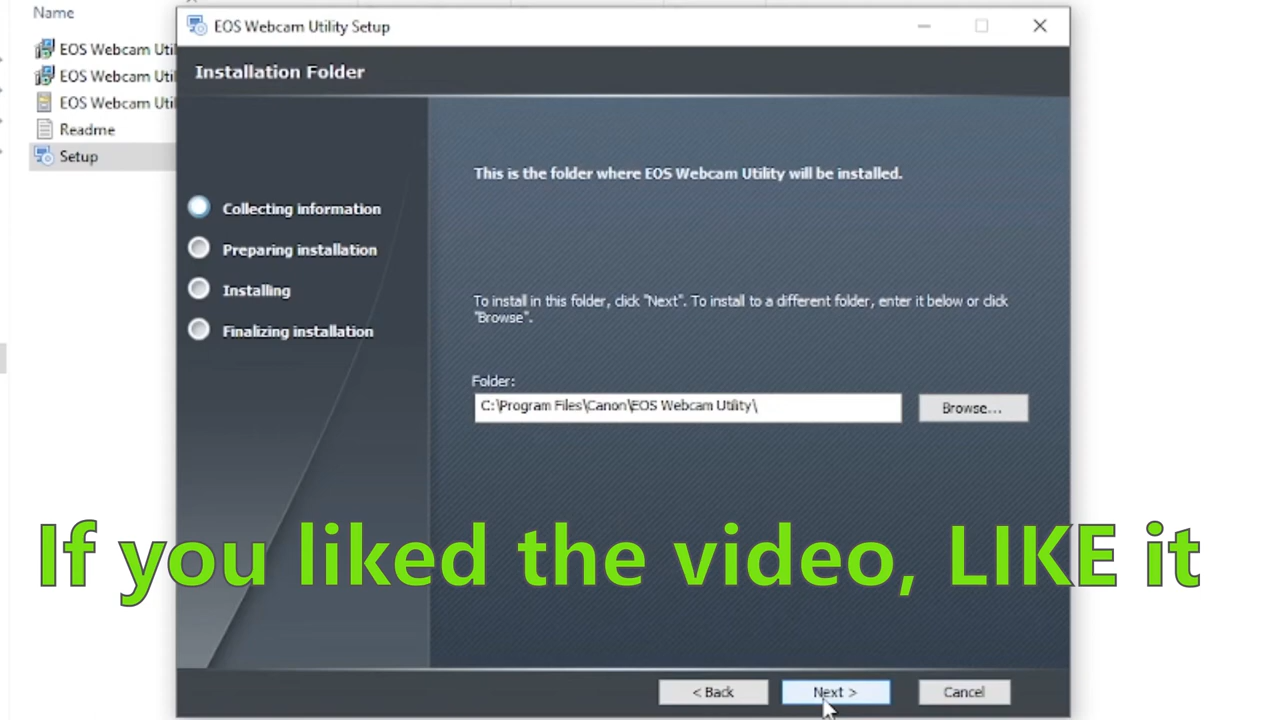 Name
EOS Webcam Util
EOS Webcam Util
EOS Webcam Util
Readme
Setup
EOS Webcam Utility Setup
Installation Folder
Collecting information
Preparing installation
Installing
Finalizing installation
This is the folder where EOS Webcam Utility will be installed.
To install in this folder, click "Next". To install to a different folder, enter it below or click
"Browse".
Folder:
C:\Program Files\Canon\EOS Webcam Utility\
Browse...
If you liked the video, LIKE it
< Back
Next >
Cancel